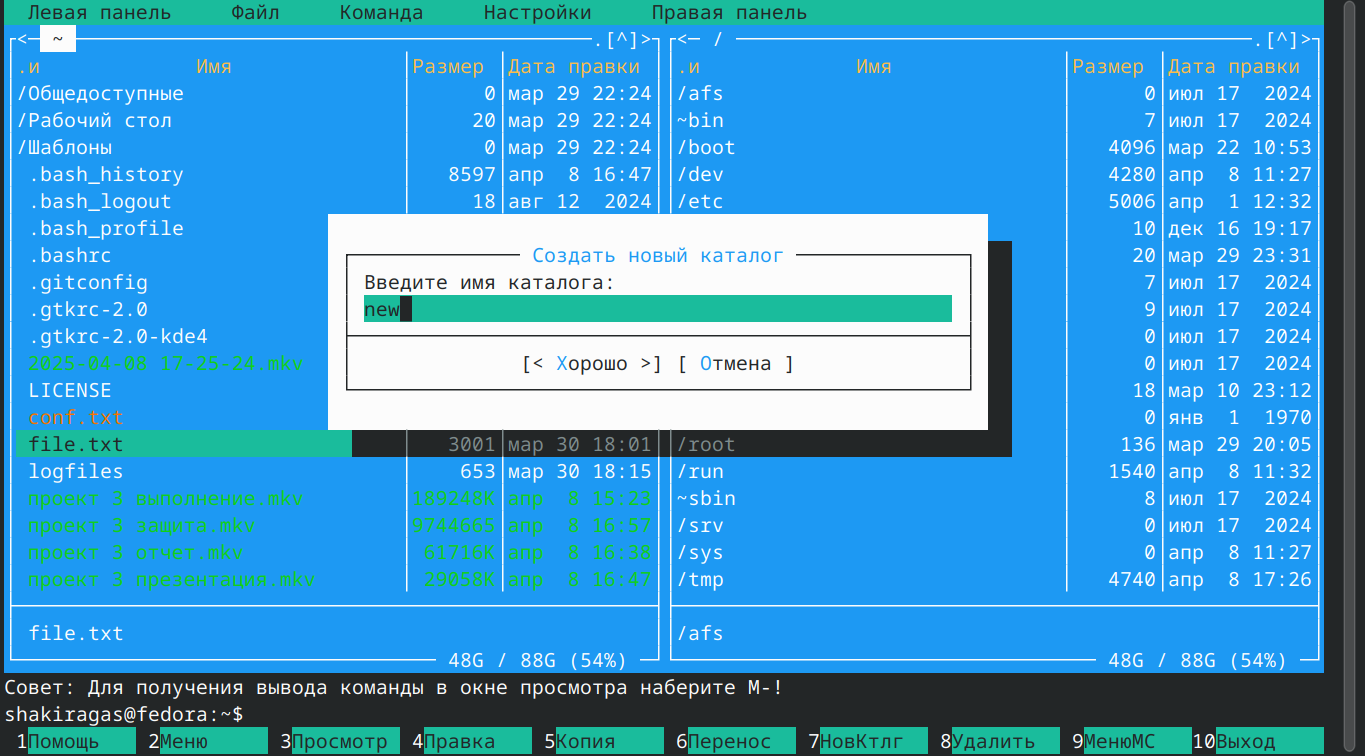 Левая панель Файл Команда Настройки Правая панель
<─ ~ .[^]> <─ / .[^]>
.и Имя Размер Дата правки .и Имя Размер Дата правки
/Общедоступные 0 мар 29 22:24 /afs 0 июл 17 2024
/Рабочий стол 20 мар 29 22:24 ~bin 7 июл 17 2024
/Шаблоны 0 мар 29 22:24 /boot 4096 мар 22 10:53
.bash_history 8597 апр 8 16:47 /dev 4280 апр 8 11:27
.bash_logout 18 авг 12 2024 /etc 5006 апр 1 12:32
.bash_profile 10 дек 16 19:17
.bashrc Создать новый каталог 20 мар 29 23:31
.gitconfig Введите имя каталога: 7 июл 17 2024
.gtkrc-2.0 new 9 июл 17 2024
.gtkrc-2.0-kde4 0 июл 17 2024
2025-04-08 17-25-24.mkv [< Хорошо >] [ Отмена ] 0 июл 17 2024
LICENSE 18 мар 10 23:12
conf.txt 0 янв 1 1970
file.txt 3001 мар 30 18:01 /root 136 мар 29 20:05
logfiles 653 мар 30 18:15 /run 1540 апр 8 11:32
проект 3 выполнение.mkv 189248K апр 8 15:23 ~sbin 8 июл 17 2024
проект 3 защита.mkv 9744665 апр 8 16:57 /srv 0 июл 17 2024
проект 3 отчет.mkv 61716K апр 8 16:38 /sys 0 апр 8 11:27
проект 3 презентация.mkv 29058K апр 8 16:47 /tmp 4740 апр 8 17:26
file.txt /afs
48G / 88G (54%) 48G / 88G (54%)
Совет: Для получения вывода команды в окне просмотра наберите M-!
shakiragas@fedora:~$
1Помощь 2Меню 3Просмотр 4Правка 5Копия 6Перенос 7НовКтлг 8Удалить 9МенюMC 10Выход